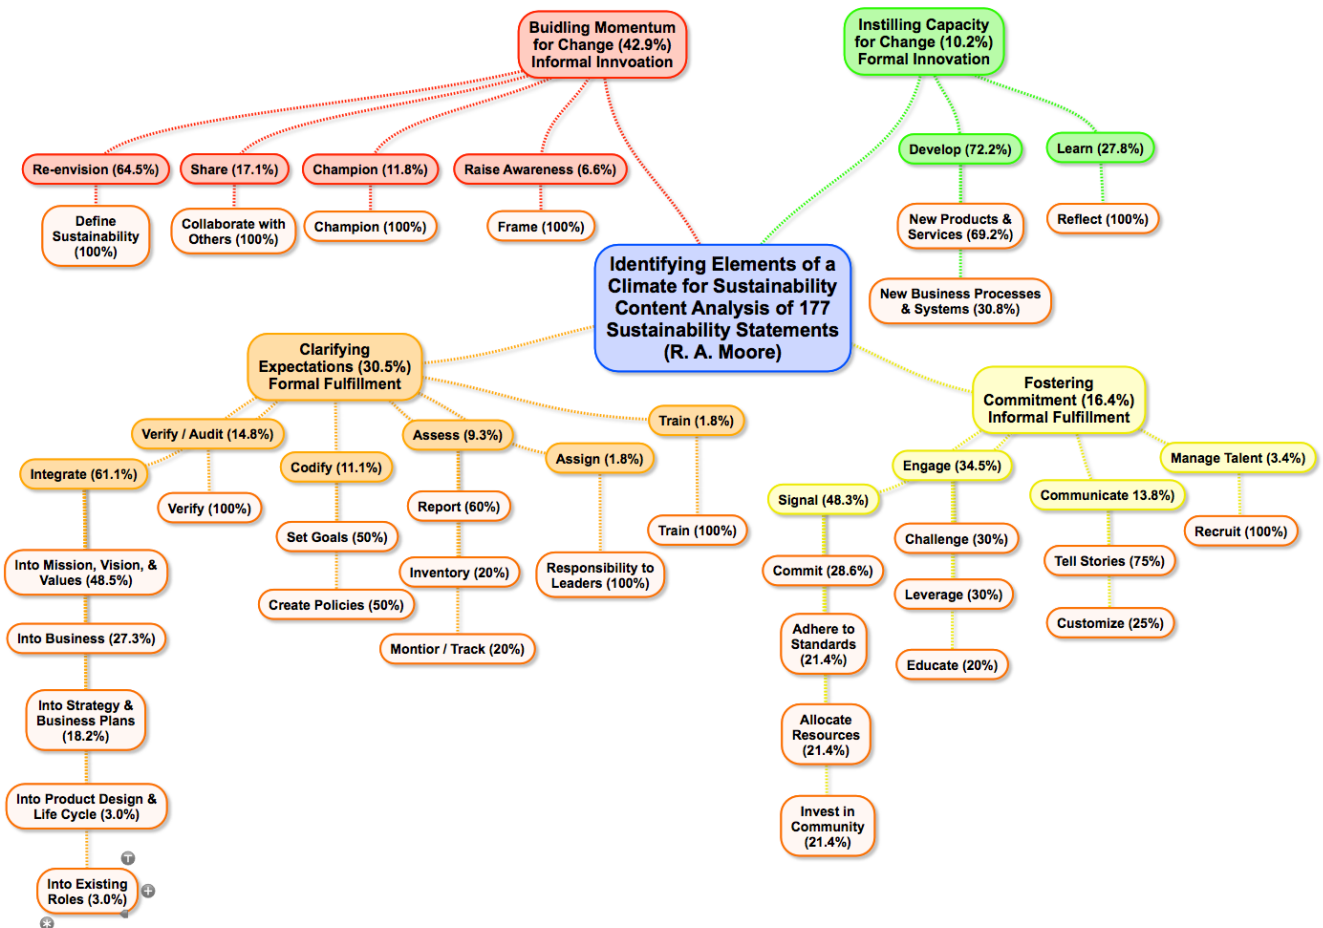 Buidling Momentum
for Change (42.9%)
Informal Innvoation
Instilling Capacity
for Change (10.2%)
Formal Innovation
Re-envision (64.5%)
Share (17.1%)
Champion (11.8%)
Raise Awareness (6.6%)
Develop (72.2%)
Learn (27.8%)
Define
Sustainability
(100%)
Collaborate with
Others (100%)
Champion (100%)
Frame (100%)
New Products &
Services (69.2%)
Reflect (100%)
New Business Processes
& Systems (30.8%)
Identifying Elements of a
Climate for Sustainability
Content Analysis of 177
Sustainability Statements
(R. A. Moore)
Clarifying
Expectations (30.5%)
Formal Fulfillment
Verify / Audit (14.8%)
Integrate (61.1%)
Verify (100%)
Codify (11.1%)
Assess (9.3%)
Assign (1.8%)
Train (1.8%)
Set Goals (50%)
Create Policies (50%)
Report (60%)
Inventory (20%)
Montior / Track (20%)
Responsibility to
Leaders (100%)
Train (100%)
Into Mission, Vision, &
Values (48.5%)
Into Business (27.3%)
Into Strategy &
Business Plans
(18.2%)
Into Product Design &
Life Cycle (3.0%)
Into Existing
Roles (3.0%)
Fostering
Commitment (16.4%)
Informal Fulfillment
Signal (48.3%)
Engage (34.5%)
Communicate 13.8%)
Manage Talent (3.4%)
Commit (28.6%)
Adhere to
Standards
(21.4%)
Allocate
Resources
(21.4%)
Invest in
Community
(21.4%)
Challenge (30%)
Leverage (30%)
Educate (20%)
Tell Stories (75%)
Customize (25%)
Recruit (100%)